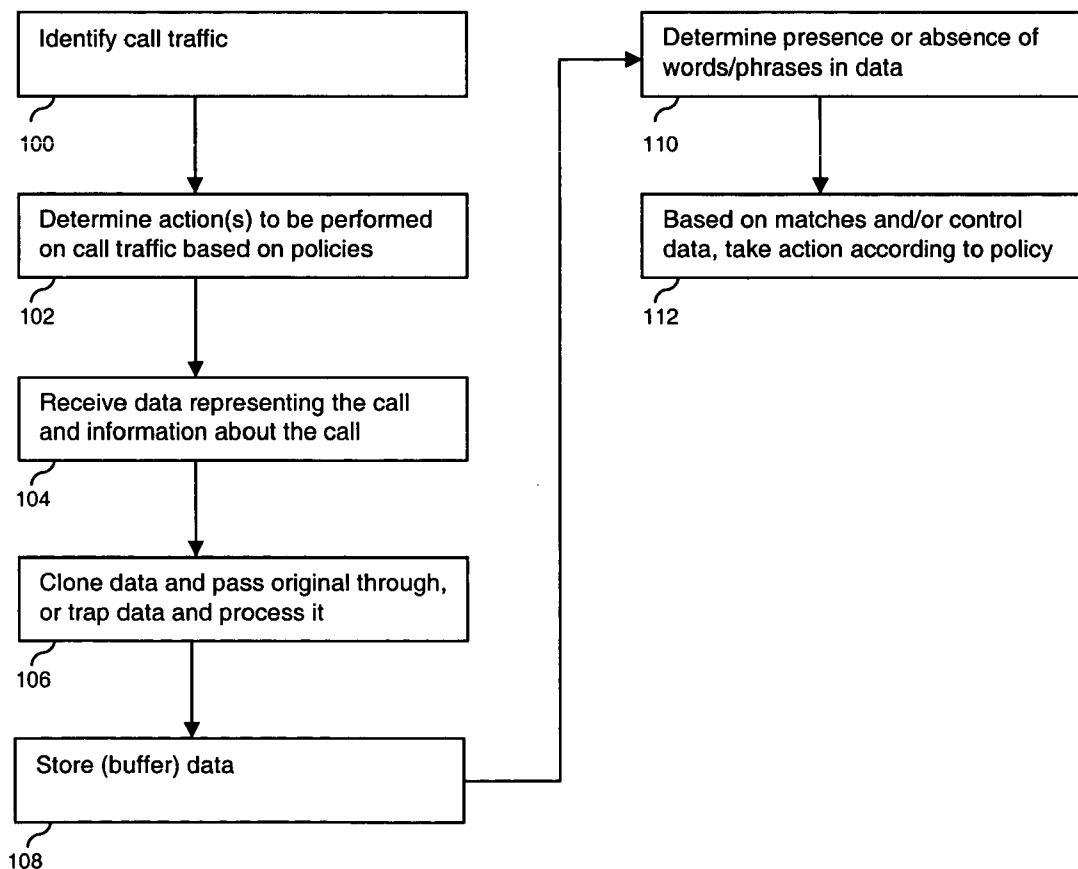 Identify call traffic
100
Determine action(s) to be performed
on call traffic based on policies
102
Receive data representing the call
and information about the call
104
Clone data and pass original through,
or trap data and process it
106
Store (buffer) data
108
Determine presence or absence of
words/phrases in data
110
Based on matches and/or control
data, take action according to policy
112